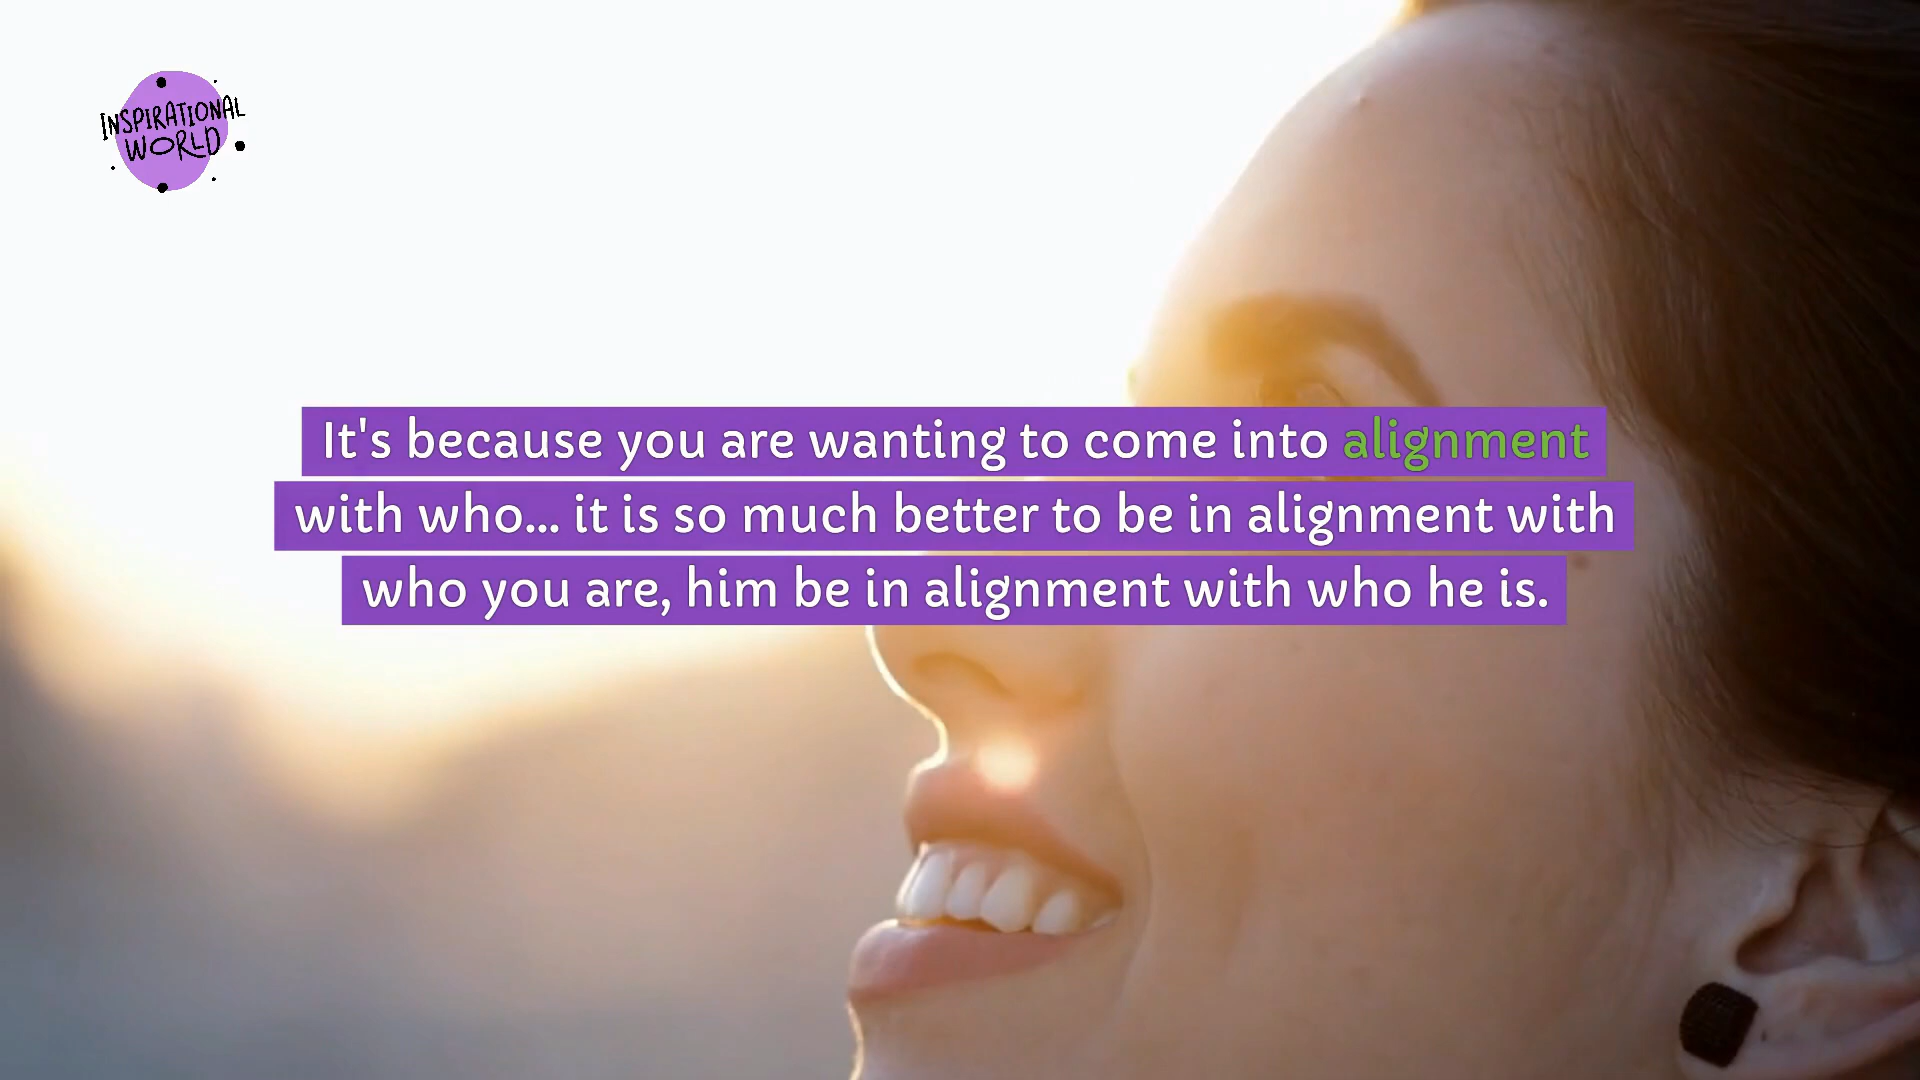 INSPIRATIONAL
WORLD
It's because you are wanting to come into alignment
with who... it is so much better to be in alignment with
who you are, him be in alignment with who he is.